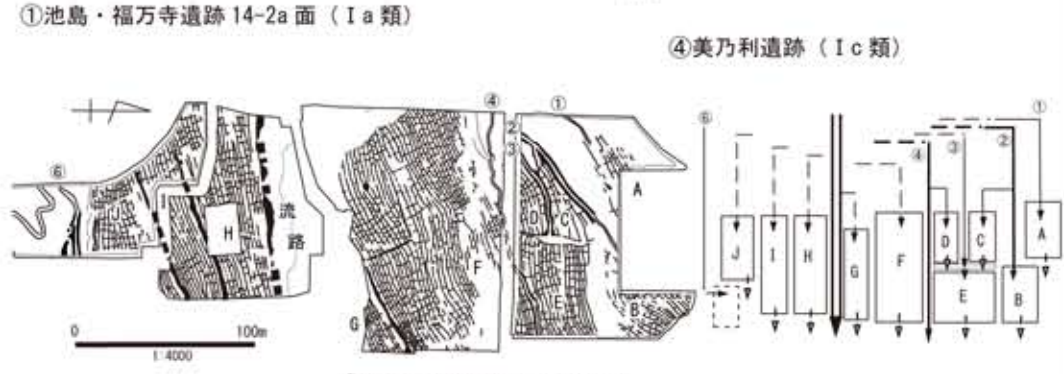 ①池島・福万寺遺跡 14-2a 面（Ⅰa 類）
④美乃利遺跡（Ⅰc 類）
④
①
⑥
①
②
③
②
③
④
⑥
A
J
I
H
流路
D
C
F
E
B
G
J
I
H
G
F
D
C
A
E
B
0
100m
1:4000